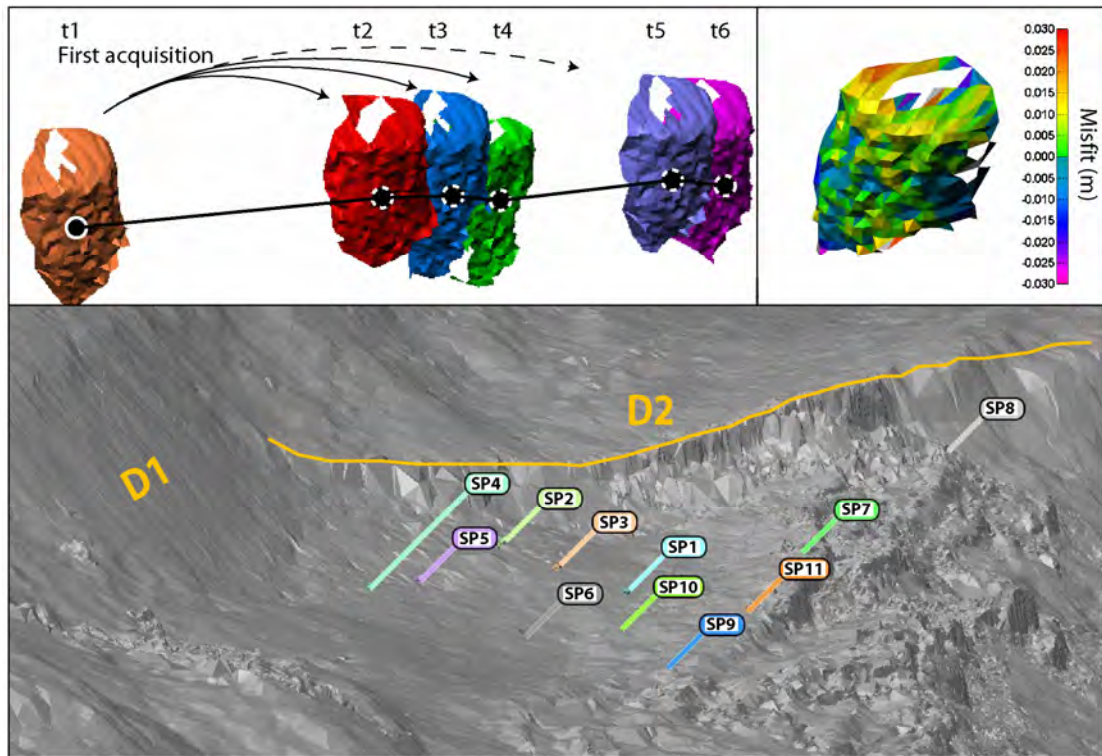 t1
t2
t3
t4
t5
t6
First acquisition
0.030
0.025
0.020
0.015
0.010
0.005
0.000
-0.005
-0.010
-0.015
-0.020
-0.025
-0.030
Misfit (m)
D1
D2
SP8
SP4
SP2
SP7
SP3
SP5
SP1
SP11
SP10
SP6
SP9